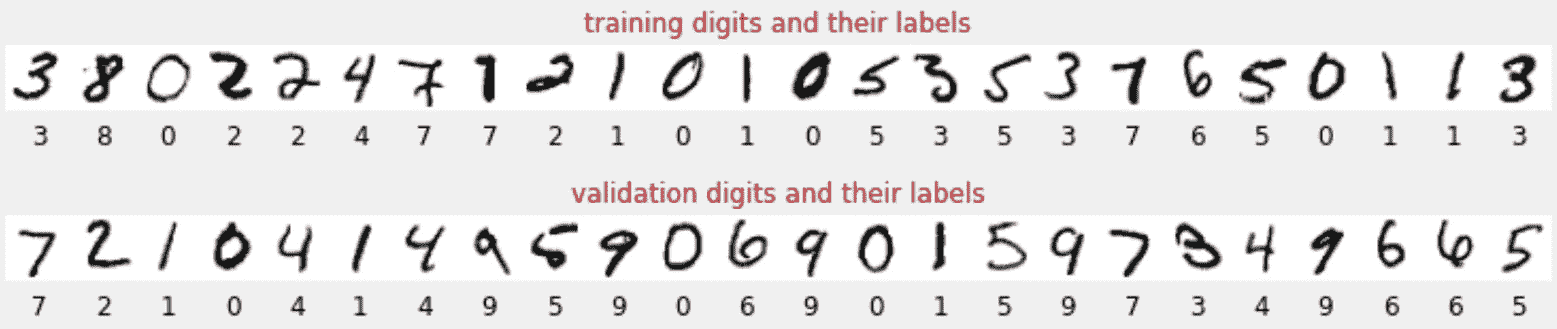 training digits and their labels
3 8 0 2 2 4 7 1 2 1 0 1 0 5 3 5 3 7 6 5 0 1 1 3
3 8 0 2 2 4 7 7 2 1 0 1 0 5 3 5 3 7 6 5 0 1 1 3
validation digits and their labels
7 2 1 0 4 1 4 9 5 9 0 6 9 0 1 5 9 7 3 4 9 6 6 5
7 2 1 0 4 1 4 9 5 9 0 6 9 0 1 5 9 7 3 4 9 6 6 5